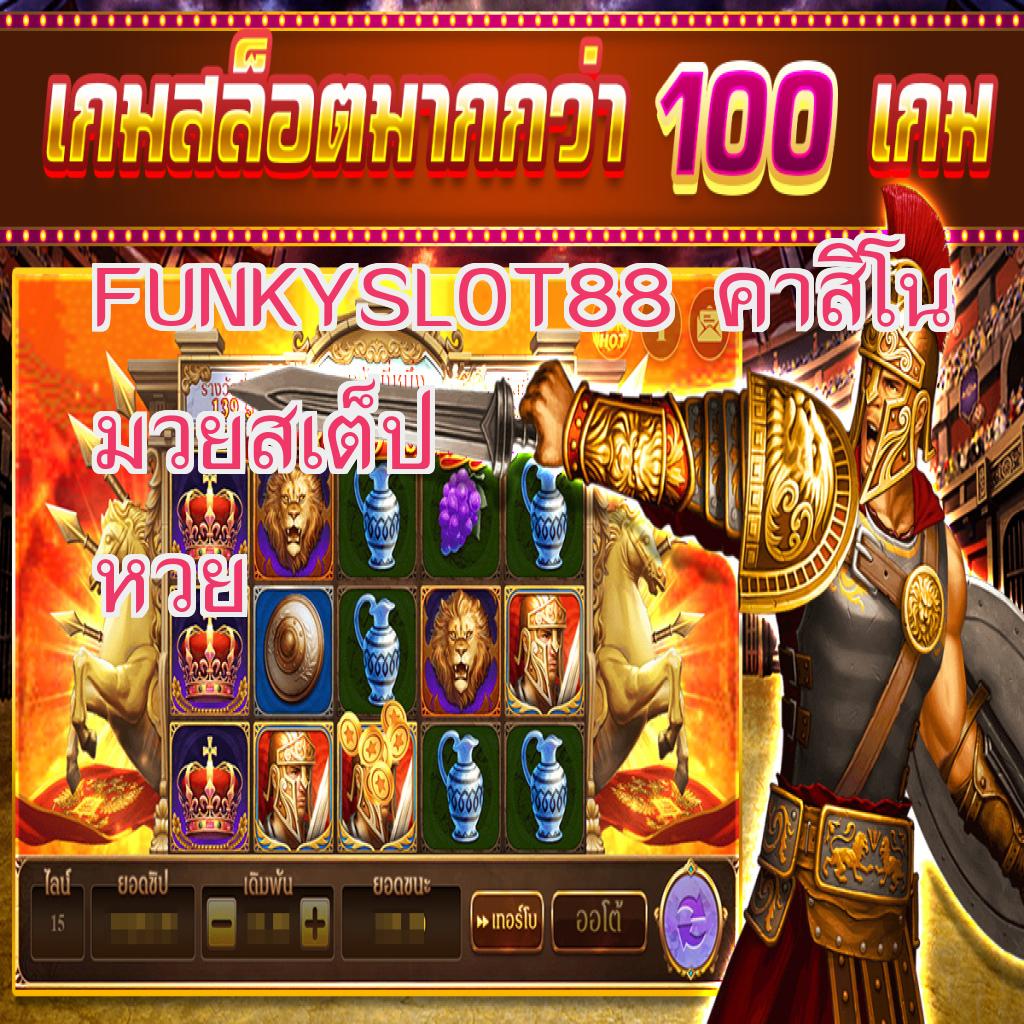 เกมสล็อตมากกว่า 100 เกม
FUNKYSLOT88 คาสิโน
HOT
มวยสเต็ป
หวย
ไลน์ ยอดชิป เดิมพัน ยอดชนะ
15 - + เทอร์โบ ออโต้